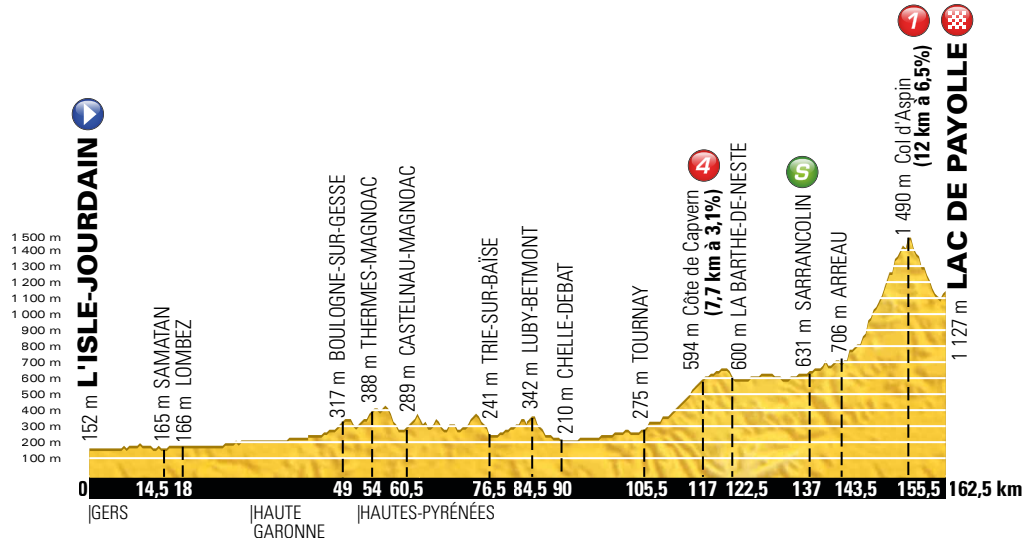 1
4
S
152 m L'ISLE-JOURDAIN
165 m SAMATAN
166 m LOMBEZ
317 m BOULOGNE-SUR-GESSE
388 m THERMES-MAGNOAC
289 m CASTELNAU-MAGNOAC
241 m TRIE-SUR-BAÏSE
342 m LUBY-BETMONT
210 m CHELLE-DEBAT
275 m TOURNAY
594 m Côte de Capvern
(7,7 km à 3,1%)
600 m LA BARTHE-DE-NESTE
631 m SARRANCOLIN
706 m ARREAU
1 490 m Col d'Aspin
(12 km à 6,5%)
1 127 m LAC DE PAYOLLE
1 500 m
1 400 m
1 300 m
1 200 m
1 100 m
1 000 m
900 m
800 m
700 m
600 m
500 m
400 m
300 m
200 m
100 m
0 14,5 18 49 54 60,5 76,5 84,5 90 105,5 117 122,5 137 143,5 155,5 162,5 km
|GERS |HAUTE |HAUTES-PYRÉNÉES
GARONNE